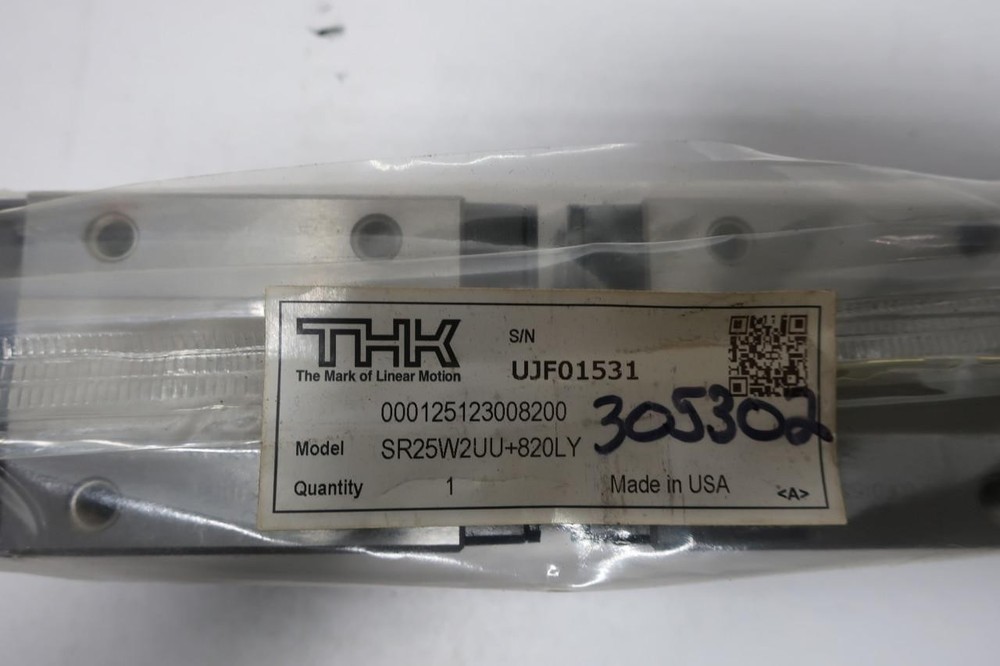 THK
The Mark of Linear Motion
S/N
UJF01531
000125123008200
305302
Model SR25W2UU+820LY
Quantity 1 Made in USA <A>